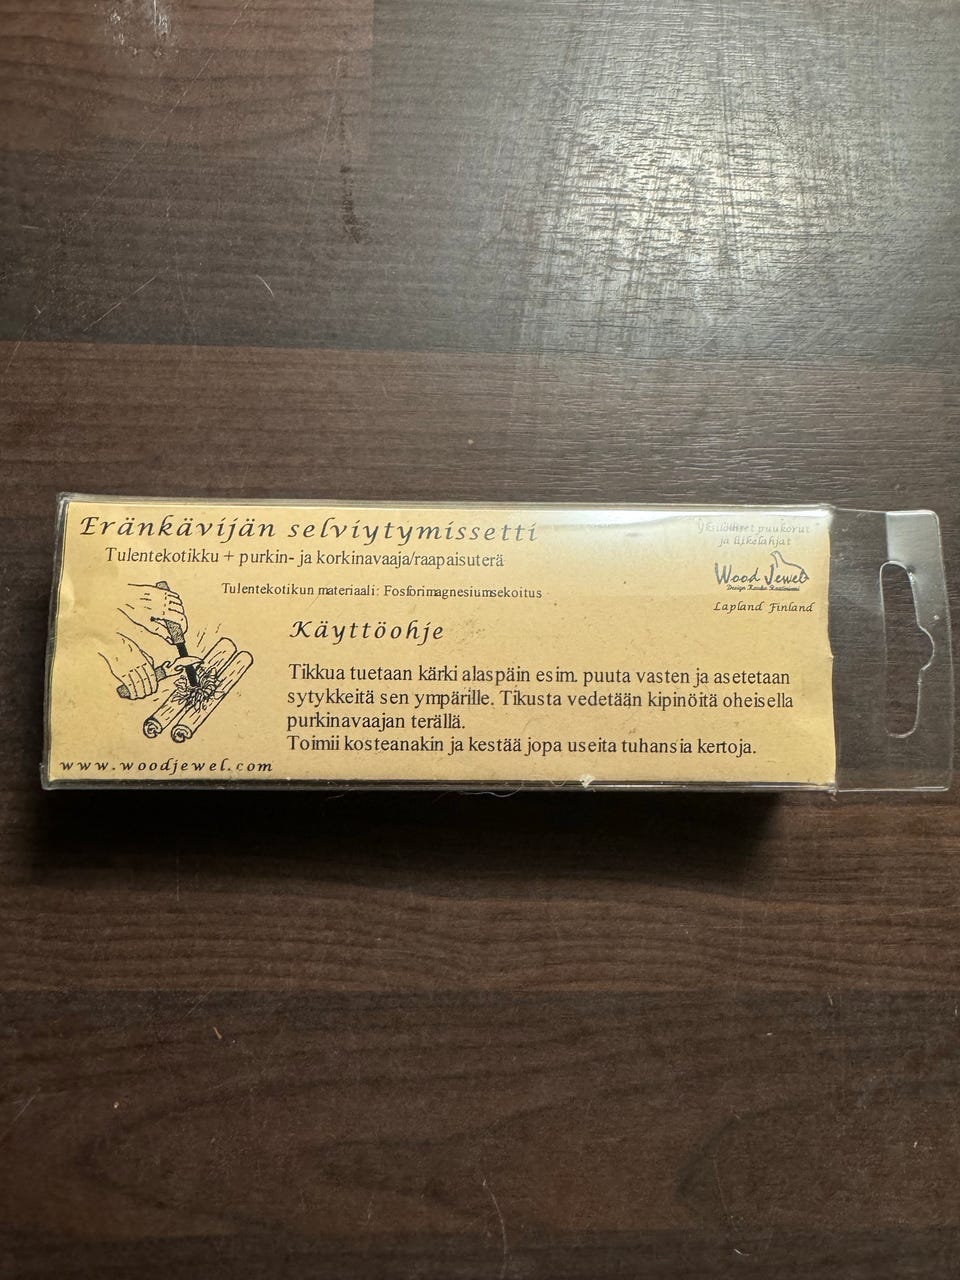 Eränkävijän selviytymissetti
Tulentekotikku + purkin- ja korkinavaaja/raapaisuterä
Tulentekotikun materiaali: Fosforimagnesiumsekoitus
Yksilölliset puukorut
ja liikelahjat
Wood Jewel
Lapland Finland
Käyttöohje
Tikkua tuetaan kärki alaspäin esim. puuta vasten ja asetetaan
sytykkeitä sen ympärille. Tikusta vedetään kipinöitä oheisella
purkinavaajan terällä.
Toimii kosteanakin ja kestää jopa useita tuhansia kertoja.
www.woodjewel.com